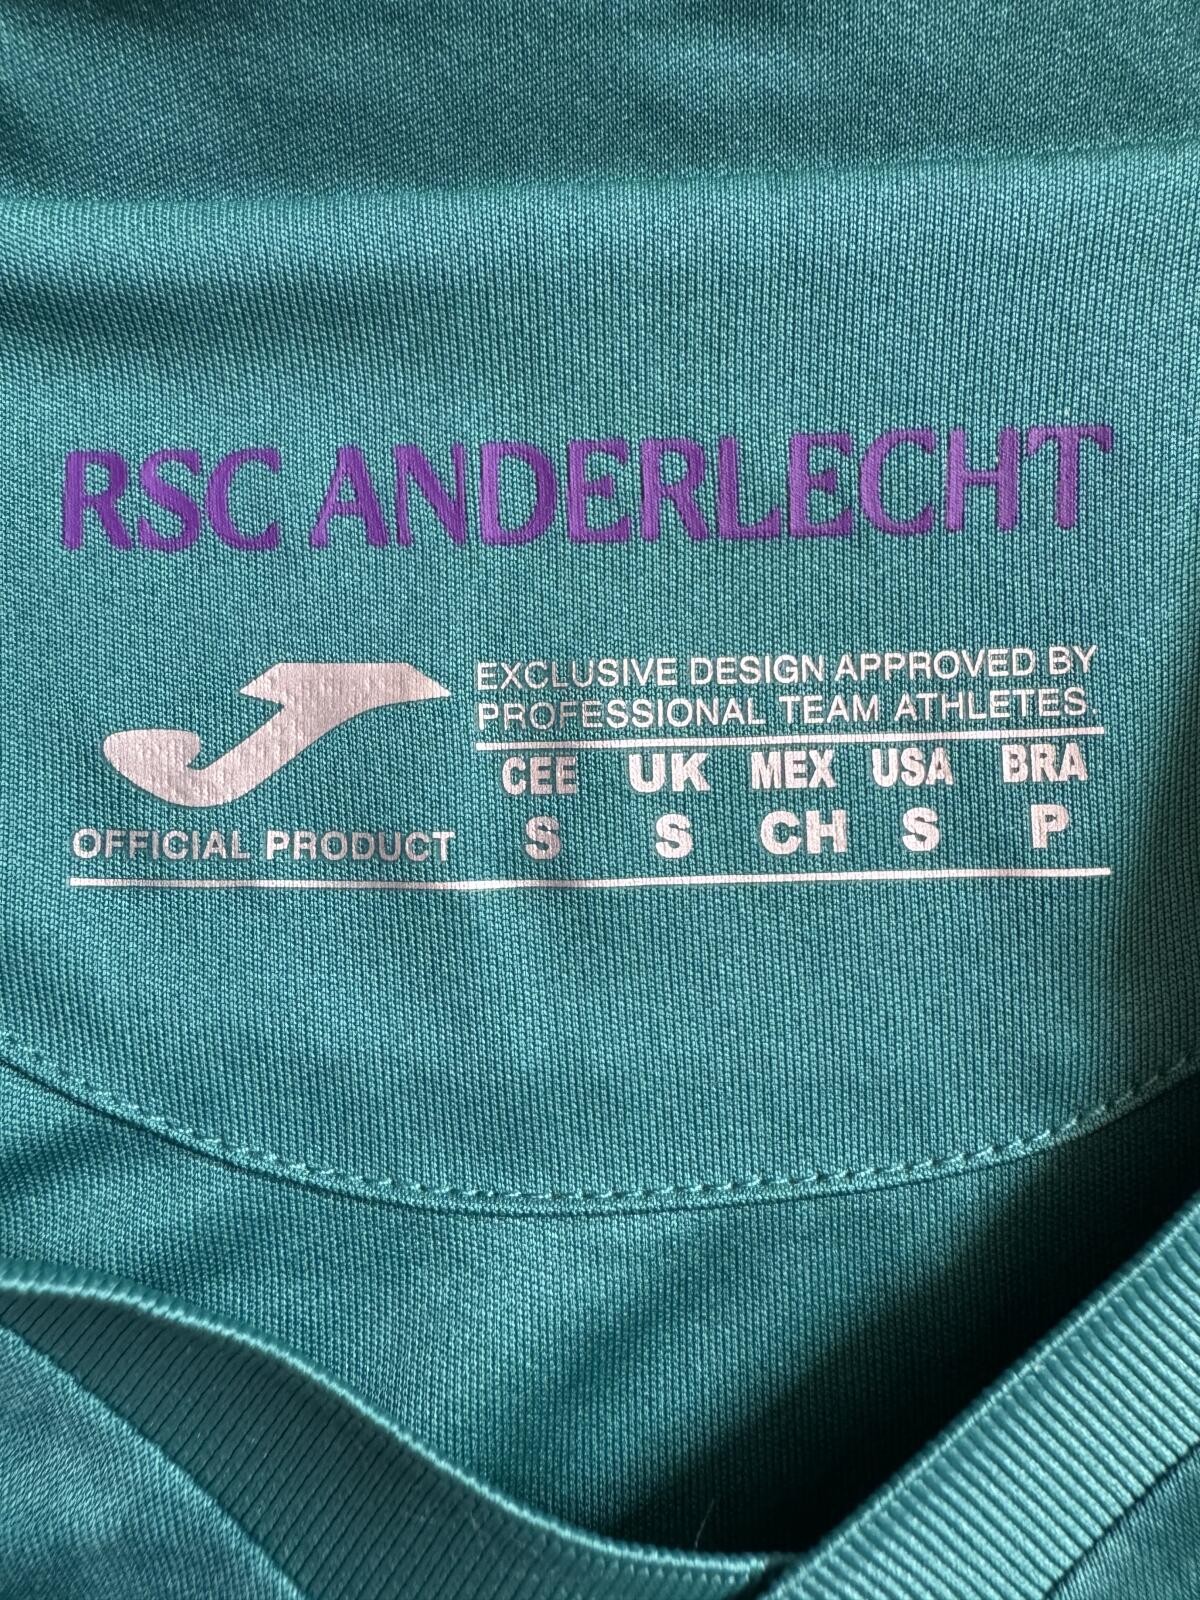 RSC ANDERLECHT
EXCLUSIVE DESIGN APPROVED BY
PROFESSIONAL TEAM ATHLETES.
CEE UK MEX USA BRA
S S CH S P
OFFICIAL PRODUCT